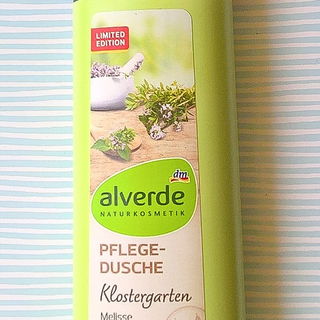 LIMITED
EDITION
dm
alverde
NATURKOSMETIK
PFLEGE-
DUSCHE
Klostergarten
Melisse